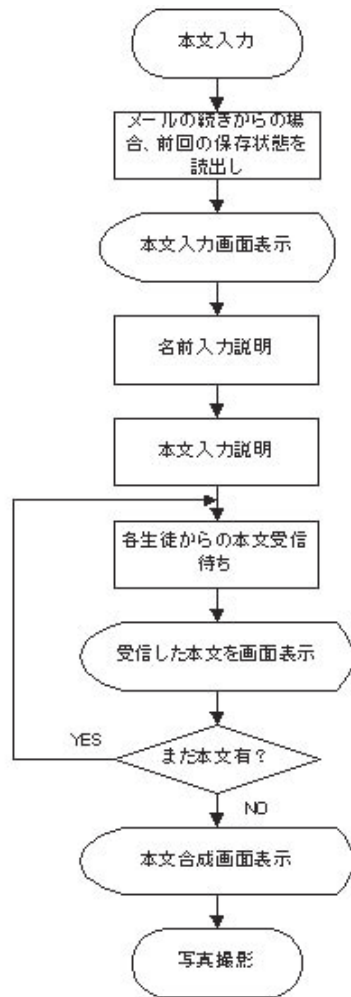 本文入力
メールの続きからの場
合、前回の保存状態を
読出し
本文入力画面表示
名前入力説明
本文入力説明
各生徒からの本文受信
待ち
受信した本文を画面表示
まだ本文有?
YES
NO
本文合成画面表示
写真撮影